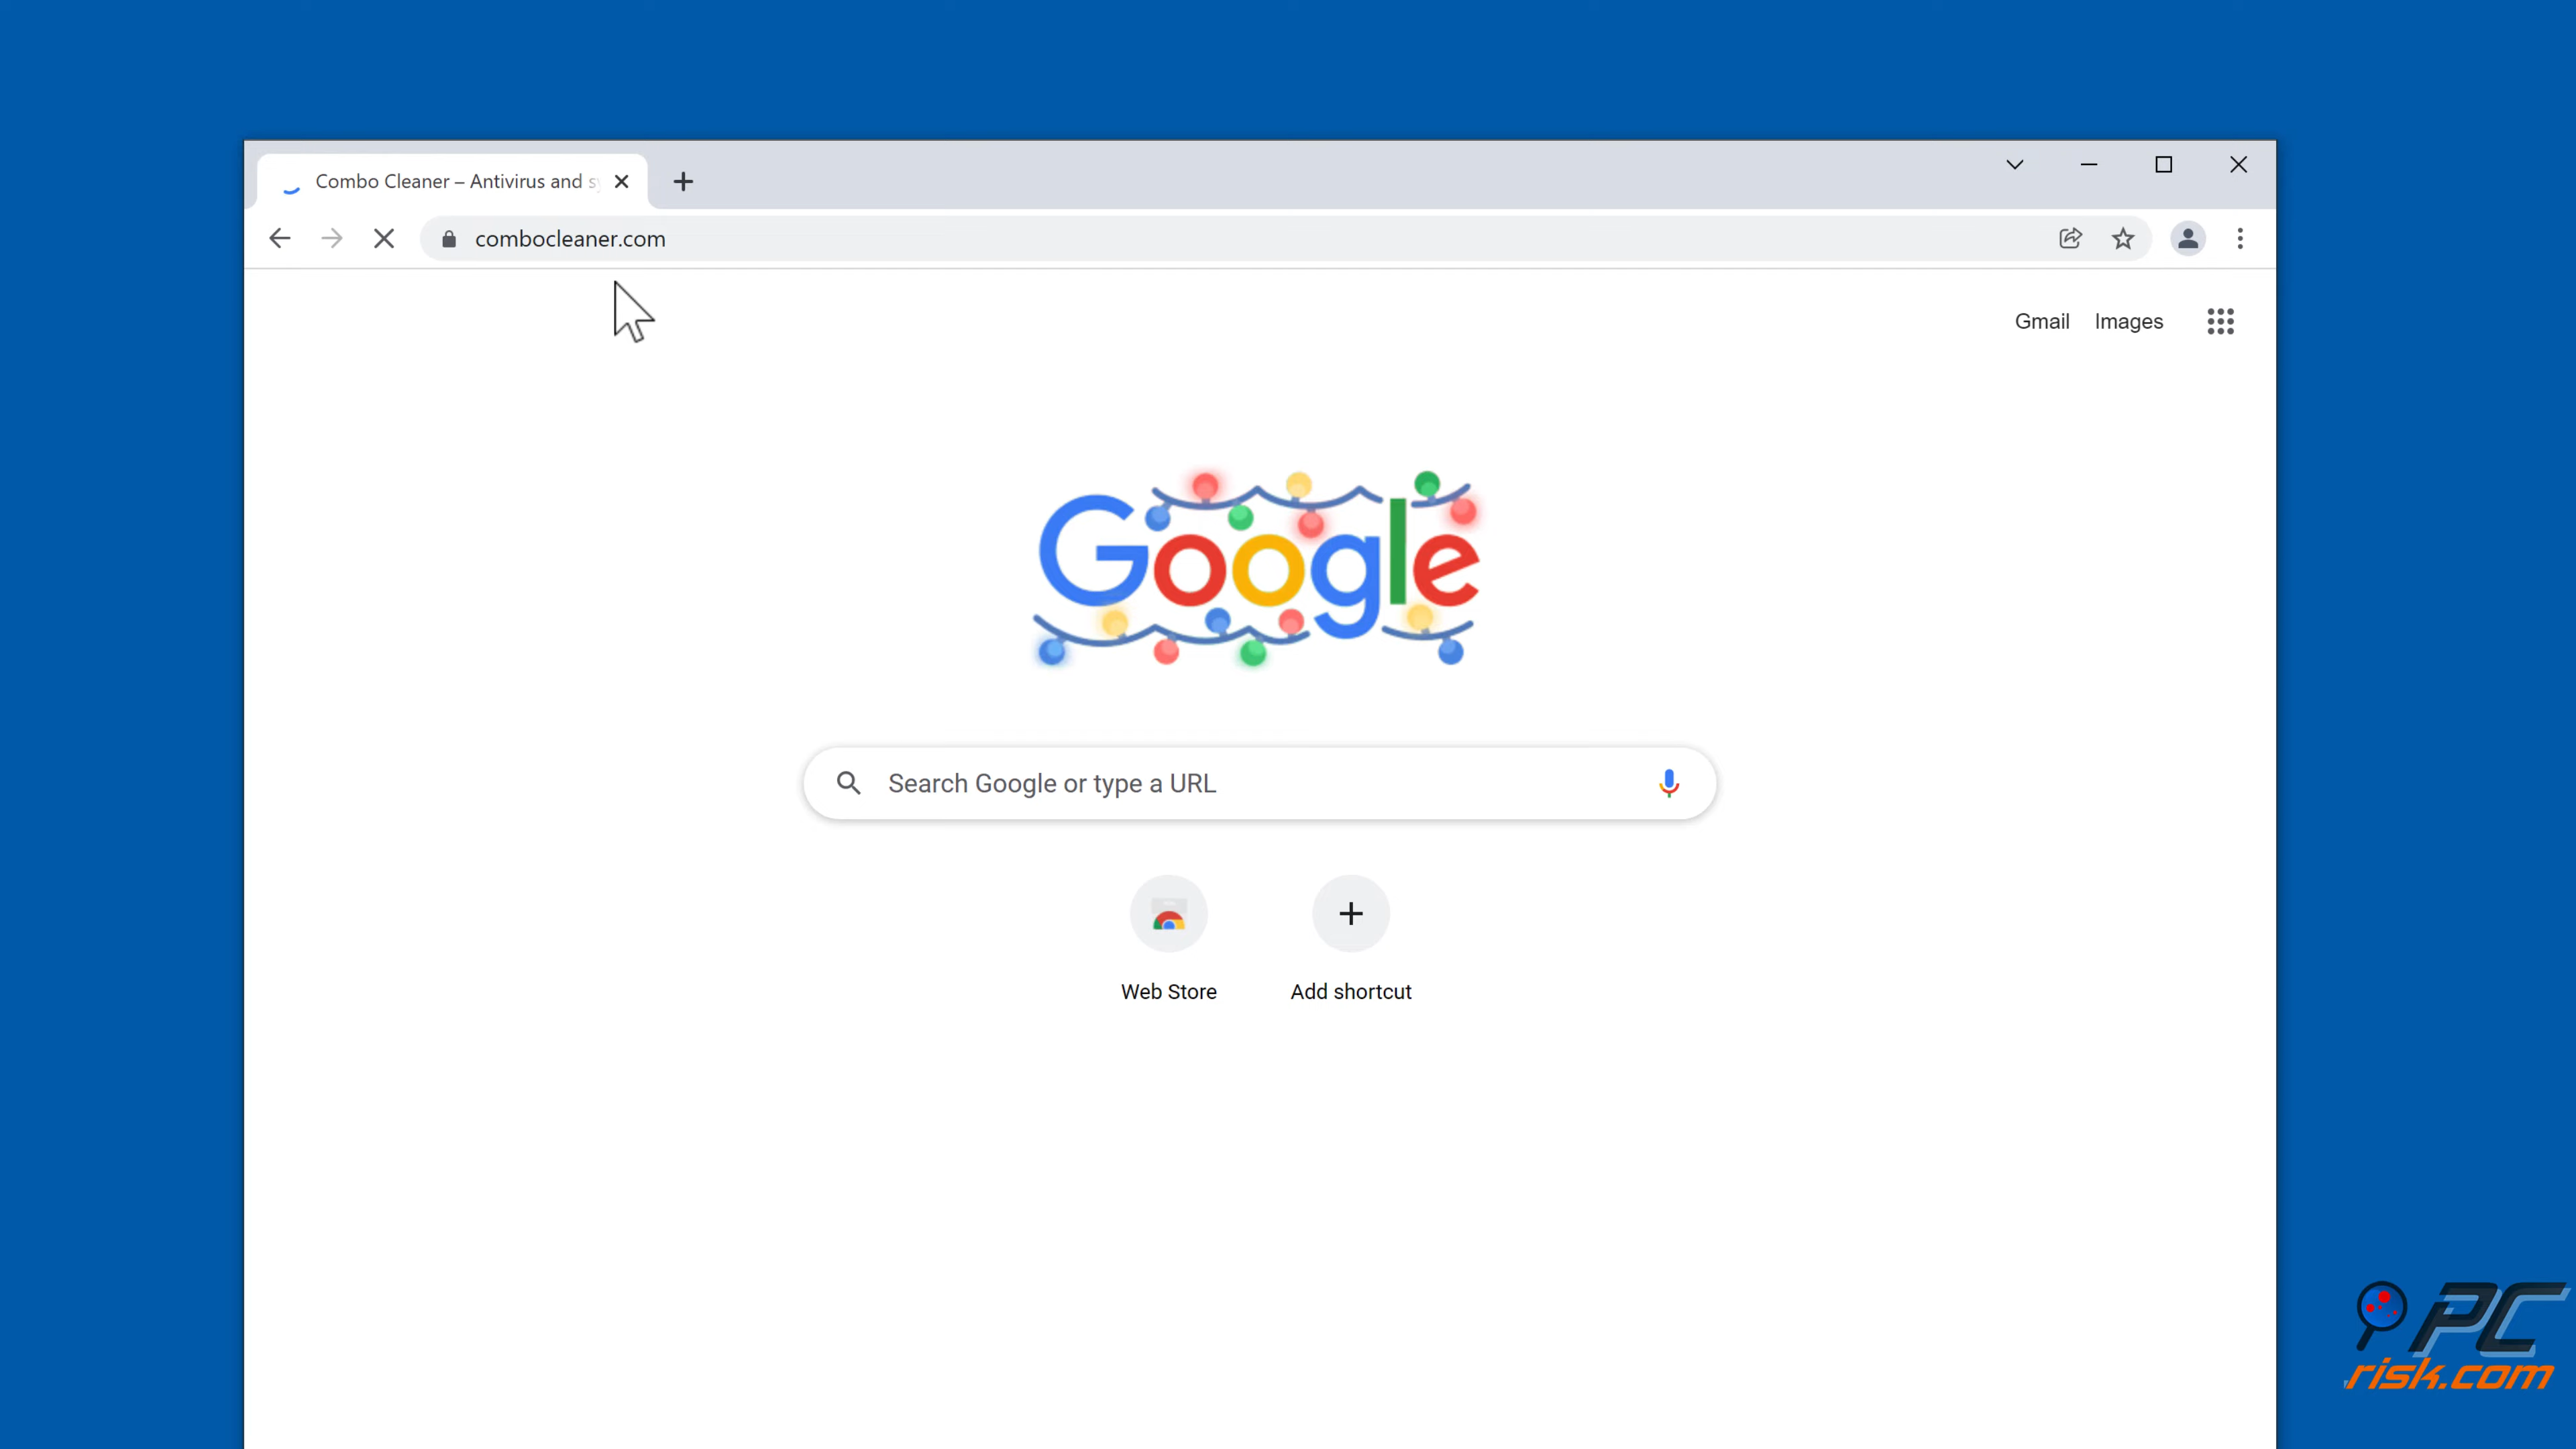 Combo Cleaner – Antivirus and sy
combocleaner.com
Gmail Images
Google
Search Google or type a URL
Web Store Add shortcut
PC
risk.com